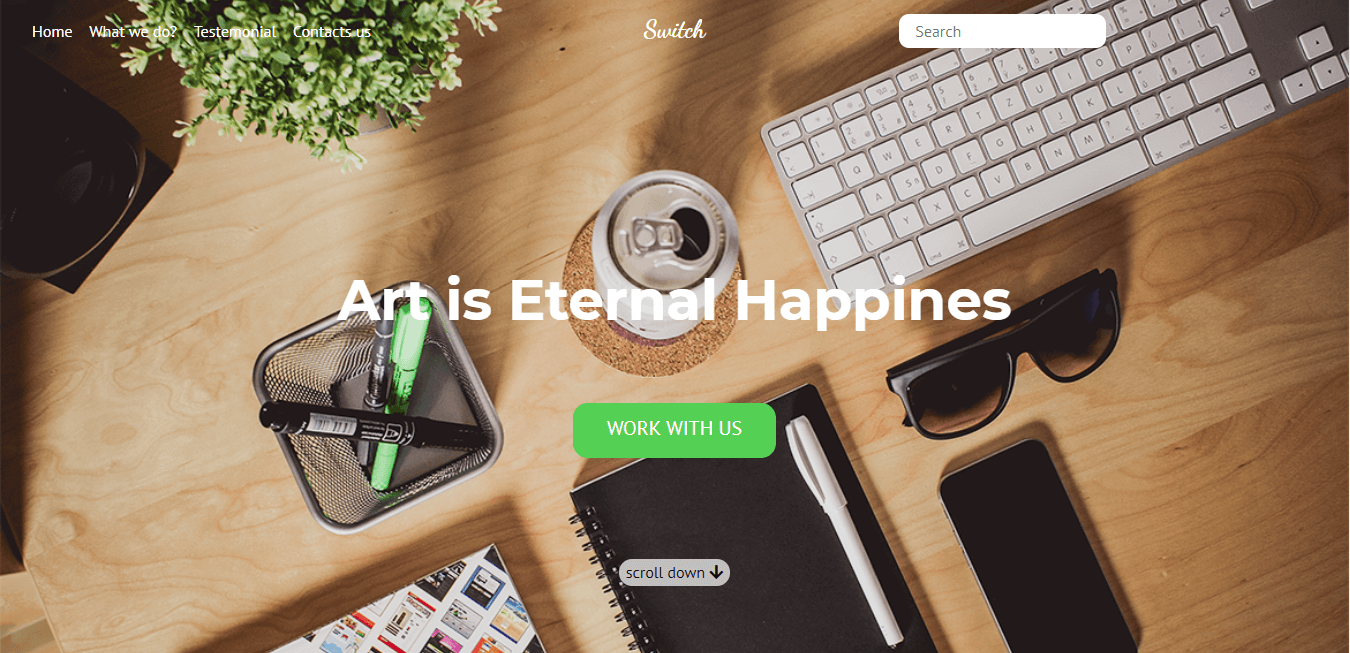 Home What we do? Testemonial Contacts us Switch Search
Art is Eternal Happines
WORK WITH US
scroll down